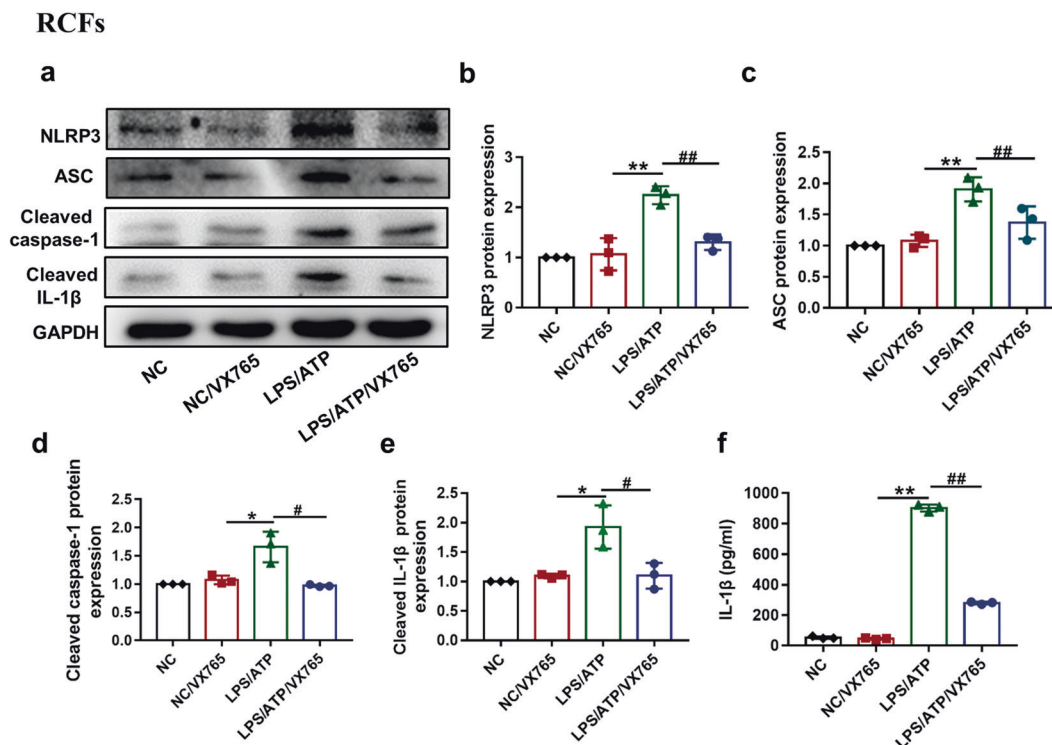 RCFs
a
NLRP3
ASC
Cleaved
caspase-1
Cleaved
IL-1β
GAPDH
NC
NC/VX765
LPS/ATP
LPS/ATP/VX765
b
NLRP3 protein expression
3
2
1
0
**
##
NC
NC/VX765
LPS/ATP
LPS/ATP/VX765
c
ASC protein expression
2.5
2.0
1.5
1.0
0.5
0.0
**
##
NC
NC/VX765
LPS/ATP
LPS/ATP/VX765
d
Cleaved caspase-1 protein
expression
2.5
2.0
1.5
1.0
0.5
0.0
*
#
NC
NC/VX765
LPS/ATP
LPS/ATP/VX765
e
Cleaved IL-1β protein
expression
2.5
2.0
1.5
1.0
0.5
0.0
*
#
NC
NC/VX765
LPS/ATP
LPS/ATP/VX765
f
IL-1β (pg/ml)
1000
800
600
400
200
0
**
##
NC
NC/VX765
LPS/ATP
LPS/ATP/VX765